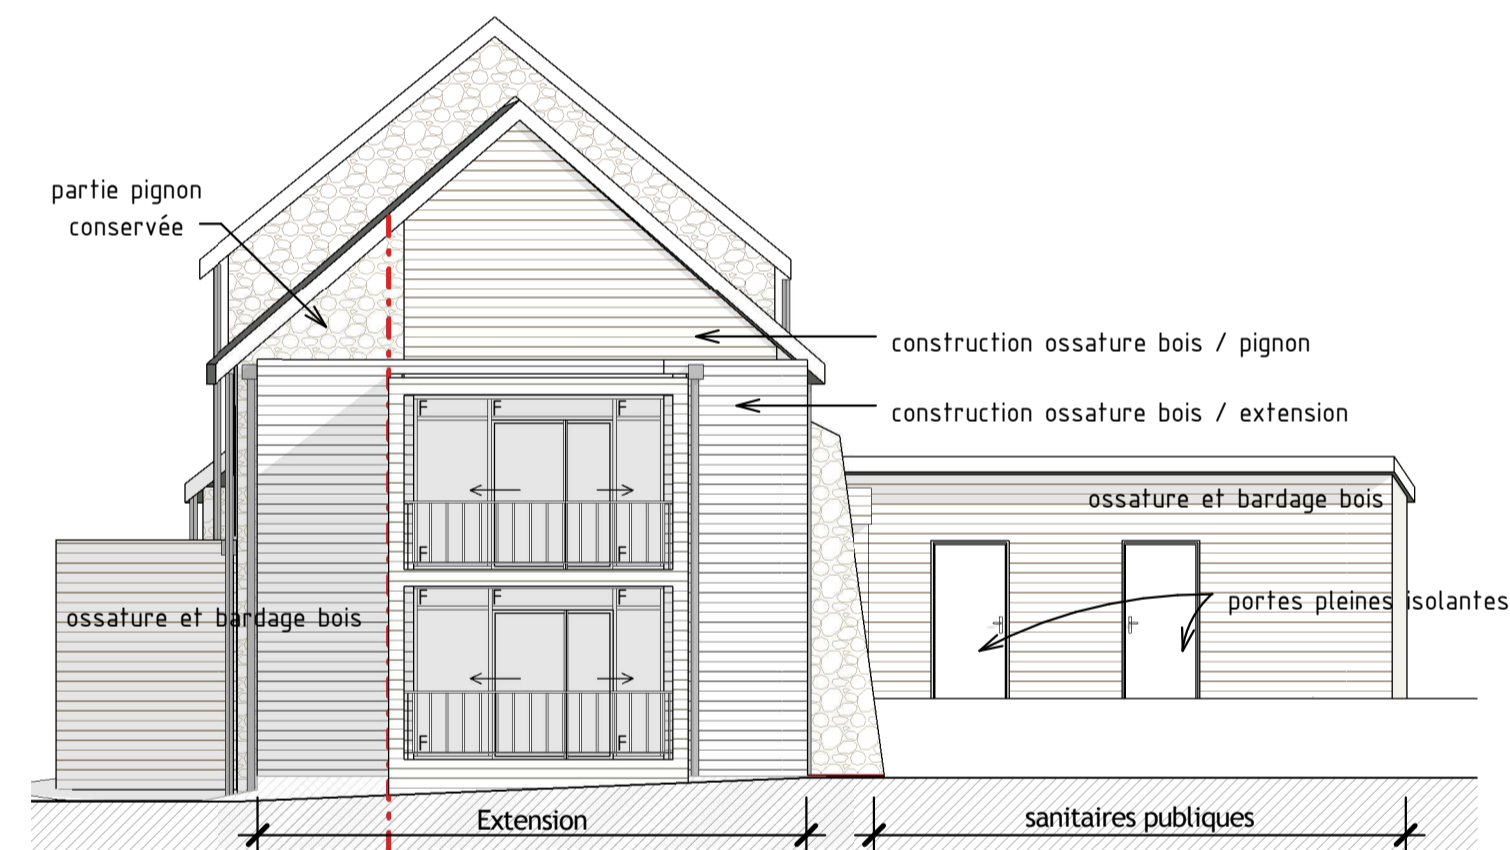 partie pignon
conservée
construction ossature bois / pignon
construction ossature bois / extension
ossature et bardage bois
F F F
F F
portes pleines isolantes
ossature et bardage bois
F F F
F F
Extension
sanitaires publiques